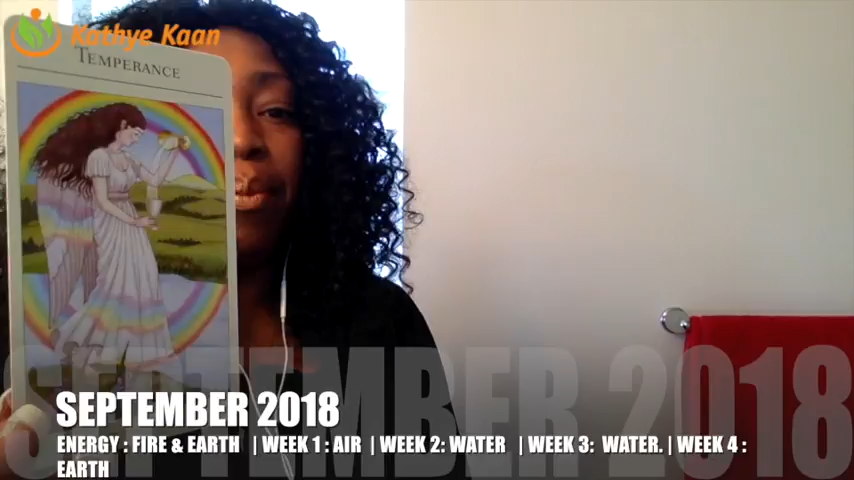 Kathye Kaan
TEMPERANCE
SEPTEMBER 2018
SEPTEMBER 2018
ENERGY : FIRE & EARTH | WEEK 1 : AIR | WEEK 2: WATER | WEEK 3: WATER. | WEEK 4 :
EARTH